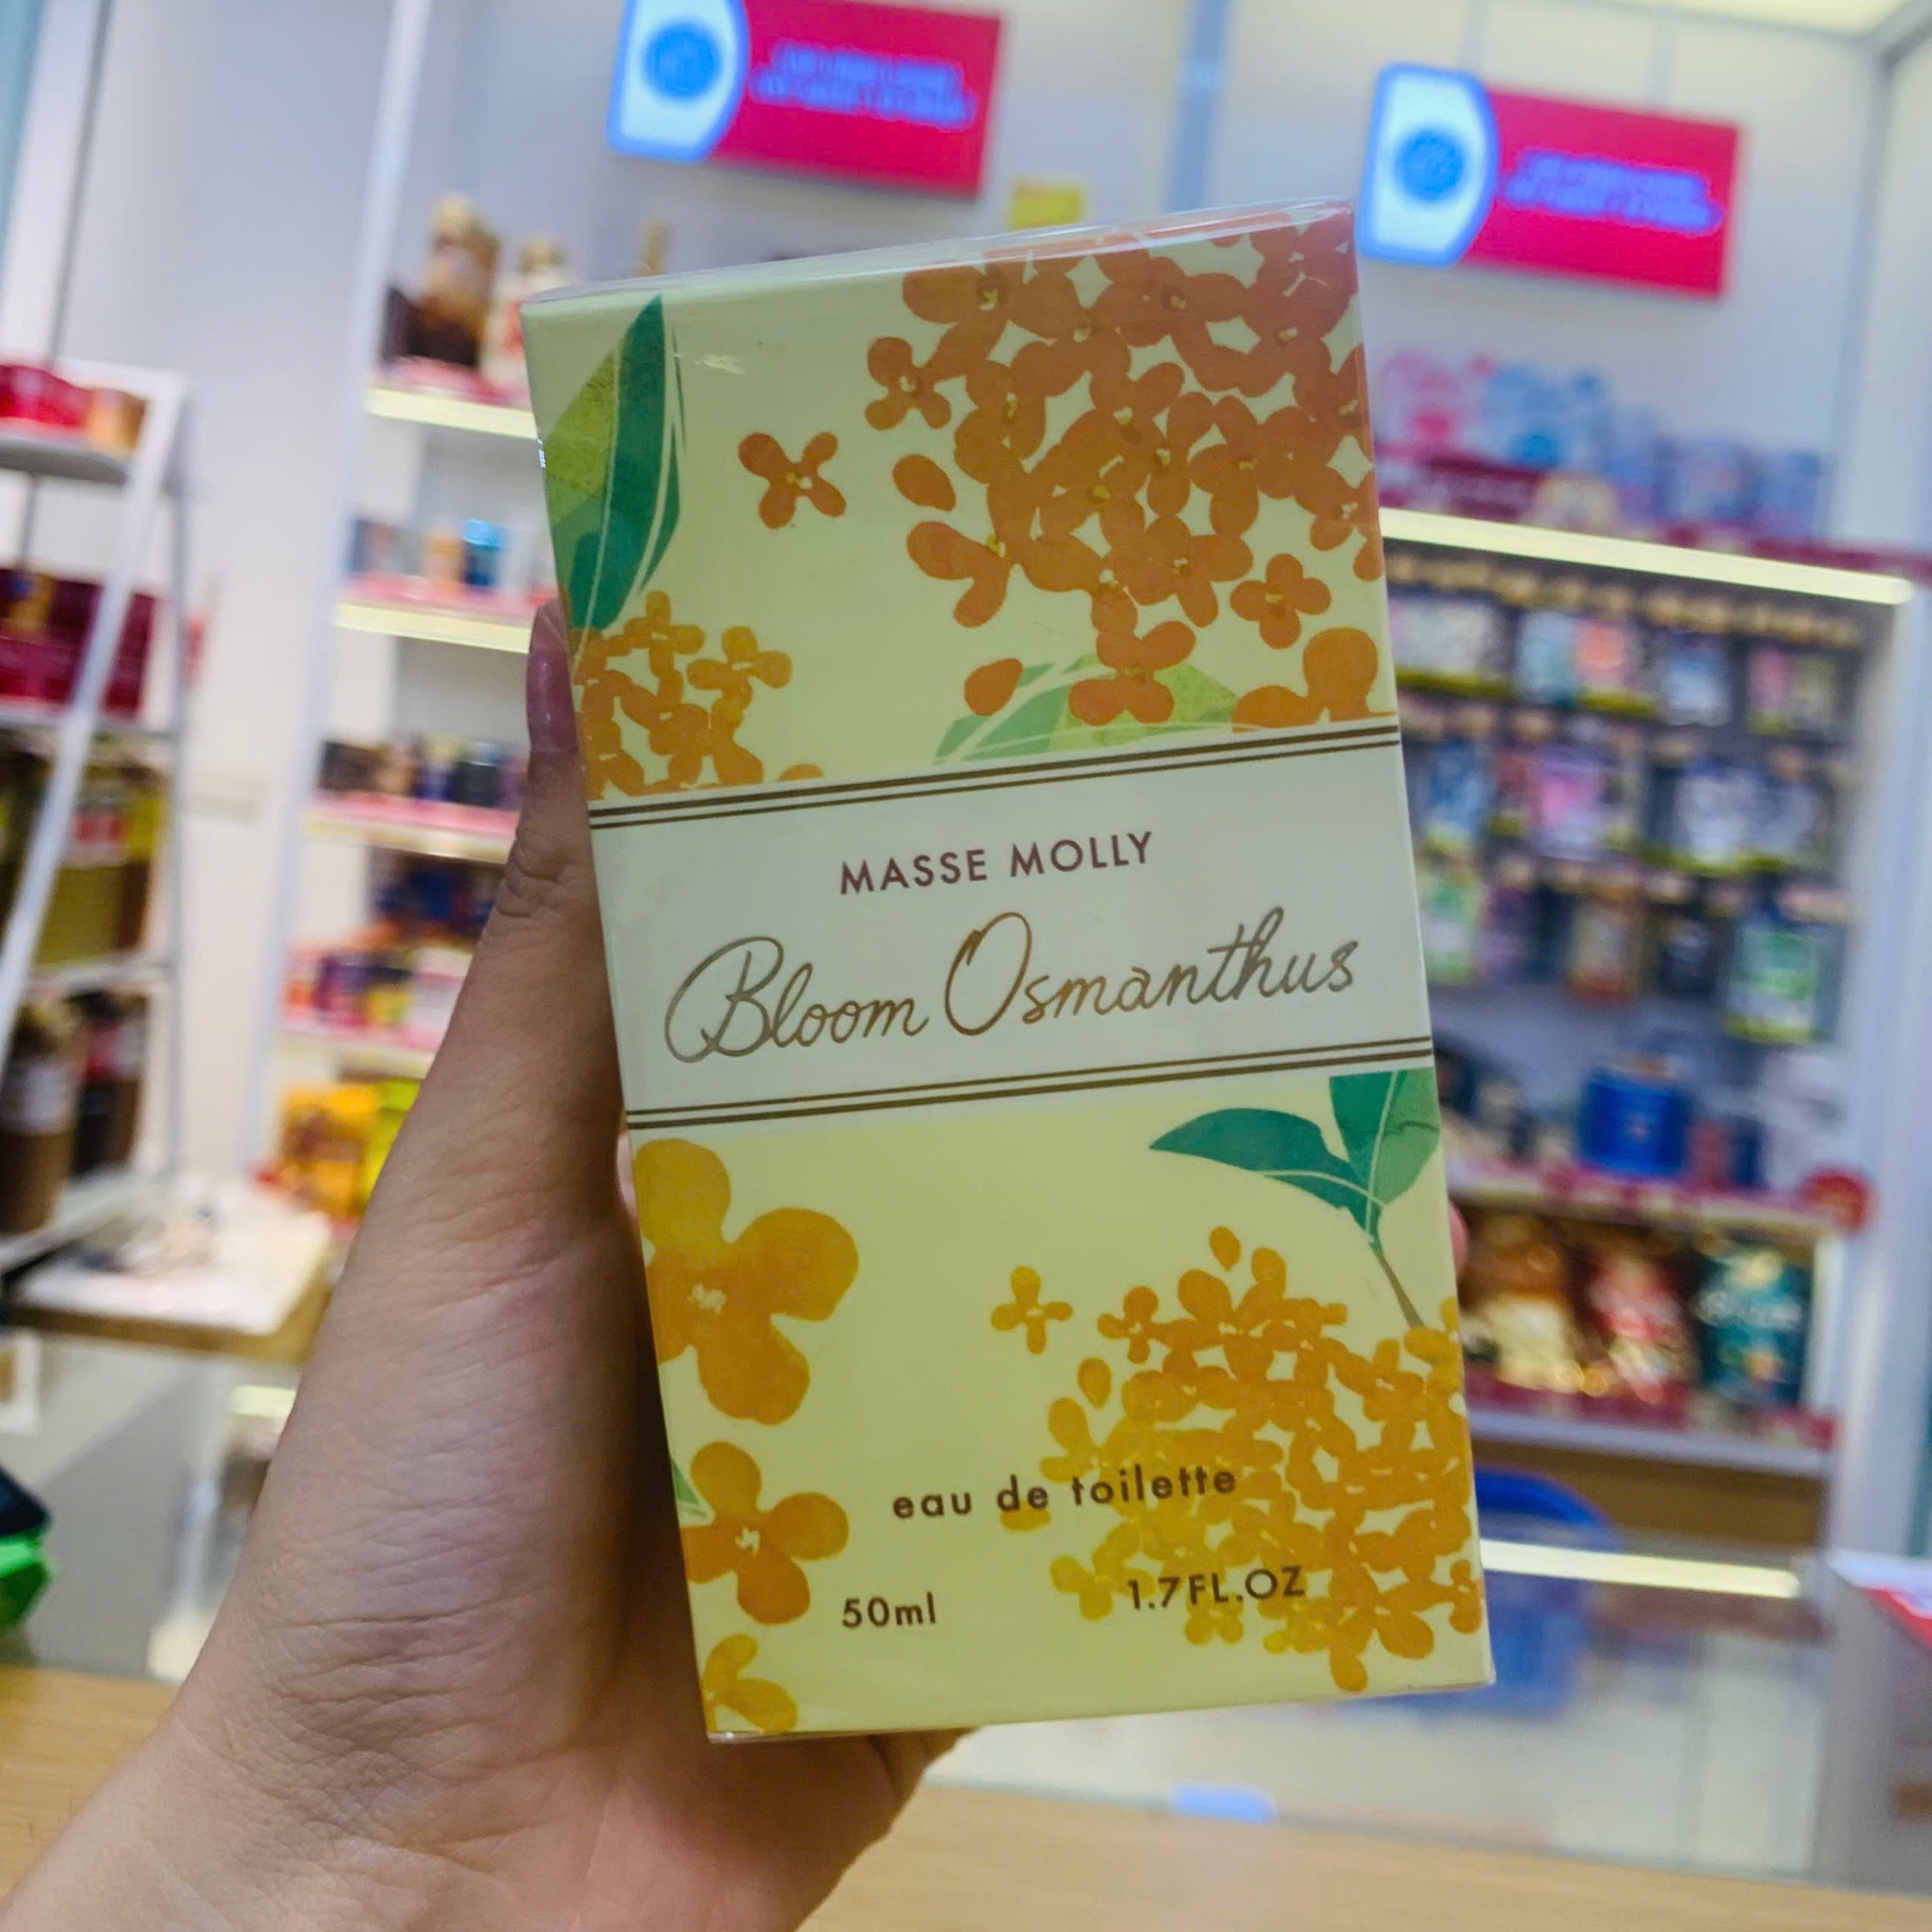 MASSE MOLLY
Bloom Osmanthus
eau de toilette
50ml 1.7FL.OZ